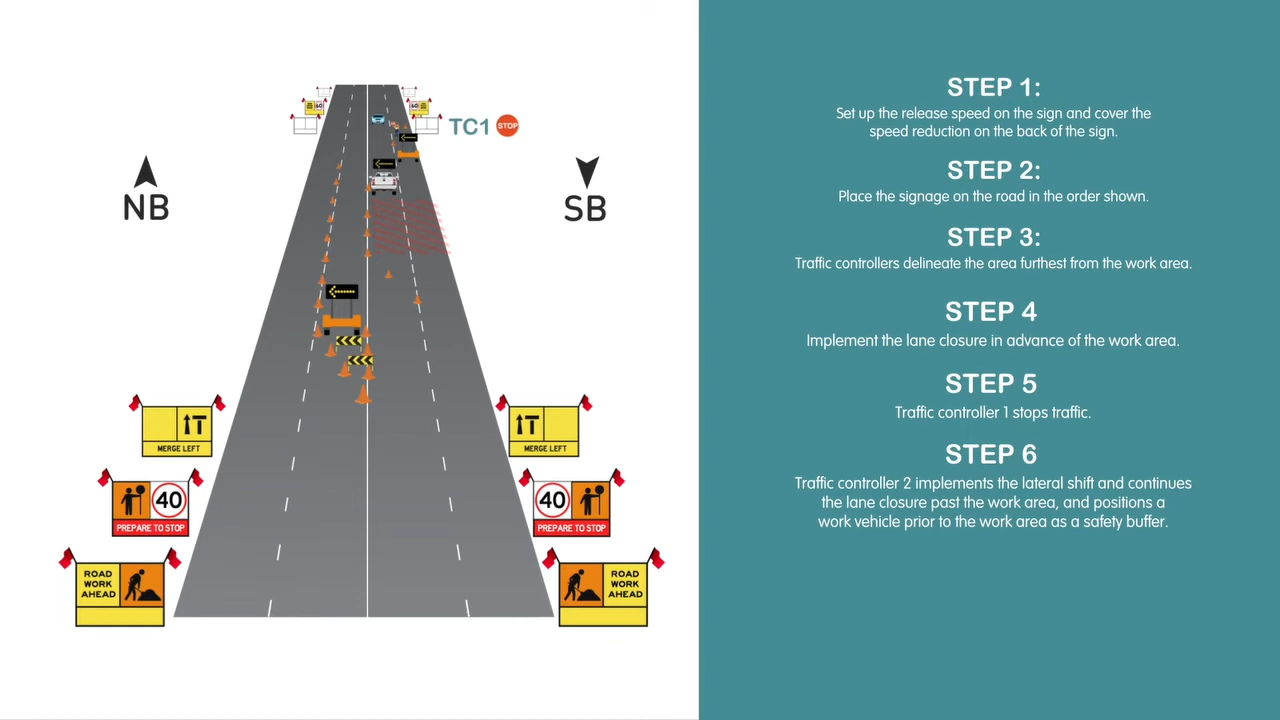 TC1 STOP
NB
SB
MERGE LEFT
MERGE LEFT
40
PREPARE TO STOP
40
PREPARE TO STOP
ROAD
WORK
AHEAD
ROAD
WORK
AHEAD
STEP 1:
Set up the release speed on the sign and cover the
speed reduction on the back of the sign.
STEP 2:
Place the signage on the road in the order shown.
STEP 3:
Traffic controllers delineate the area furthest from the work area.
STEP 4
Implement the lane closure in advance of the work area.
STEP 5
Traffic controller 1 stops traffic.
STEP 6
Traffic controller 2 implements the lateral shift and continues
the lane closure past the work area, and positions a
work vehicle prior to the work area as a safety buffer.